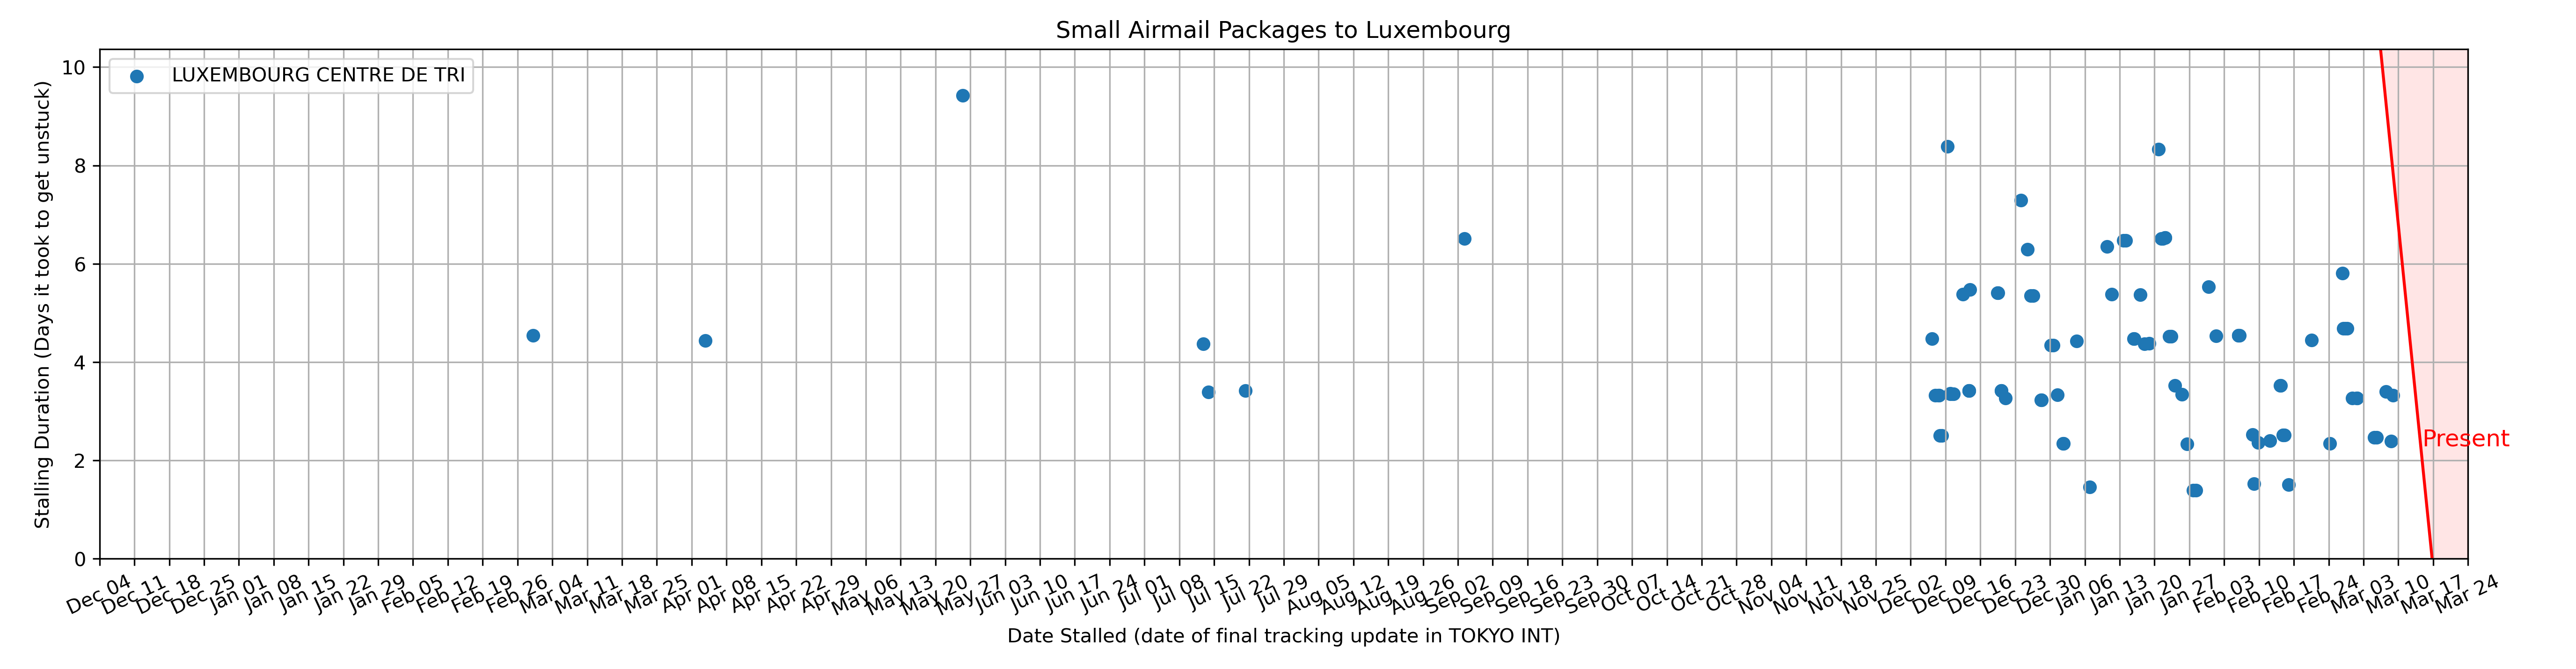 Small Airmail Packages to Luxembourg
LUXEMBOURG CENTRE DE TRI
Stalling Duration (Days it took to get unstuck)
10
8
6
4
2
0
Present
Dec 04
Dec 11
Dec 18
Dec 25
Jan 01
Jan 08
Jan 15
Jan 22
Jan 29
Feb 05
Feb 12
Feb 19
Feb 26
Mar 04
Mar 11
Mar 18
Mar 25
Apr 01
Apr 08
Apr 15
Apr 22
Apr 29
May 06
May 13
May 20
May 27
Jun 03
Jun 10
Jun 17
Jun 24
Jul 01
Jul 08
Jul 15
Jul 22
Jul 29
Aug 05
Aug 12
Aug 19
Aug 26
Sep 02
Sep 09
Sep 16
Sep 23
Sep 30
Oct 07
Oct 14
Oct 21
Oct 28
Nov 04
Nov 11
Nov 18
Nov 25
Dec 02
Dec 09
Dec 16
Dec 23
Dec 30
Jan 06
Jan 13
Jan 20
Jan 27
Feb 03
Feb 10
Feb 17
Feb 24
Mar 03
Mar 10
Mar 17
Mar 24
Date Stalled (date of final tracking update in TOKYO INT)